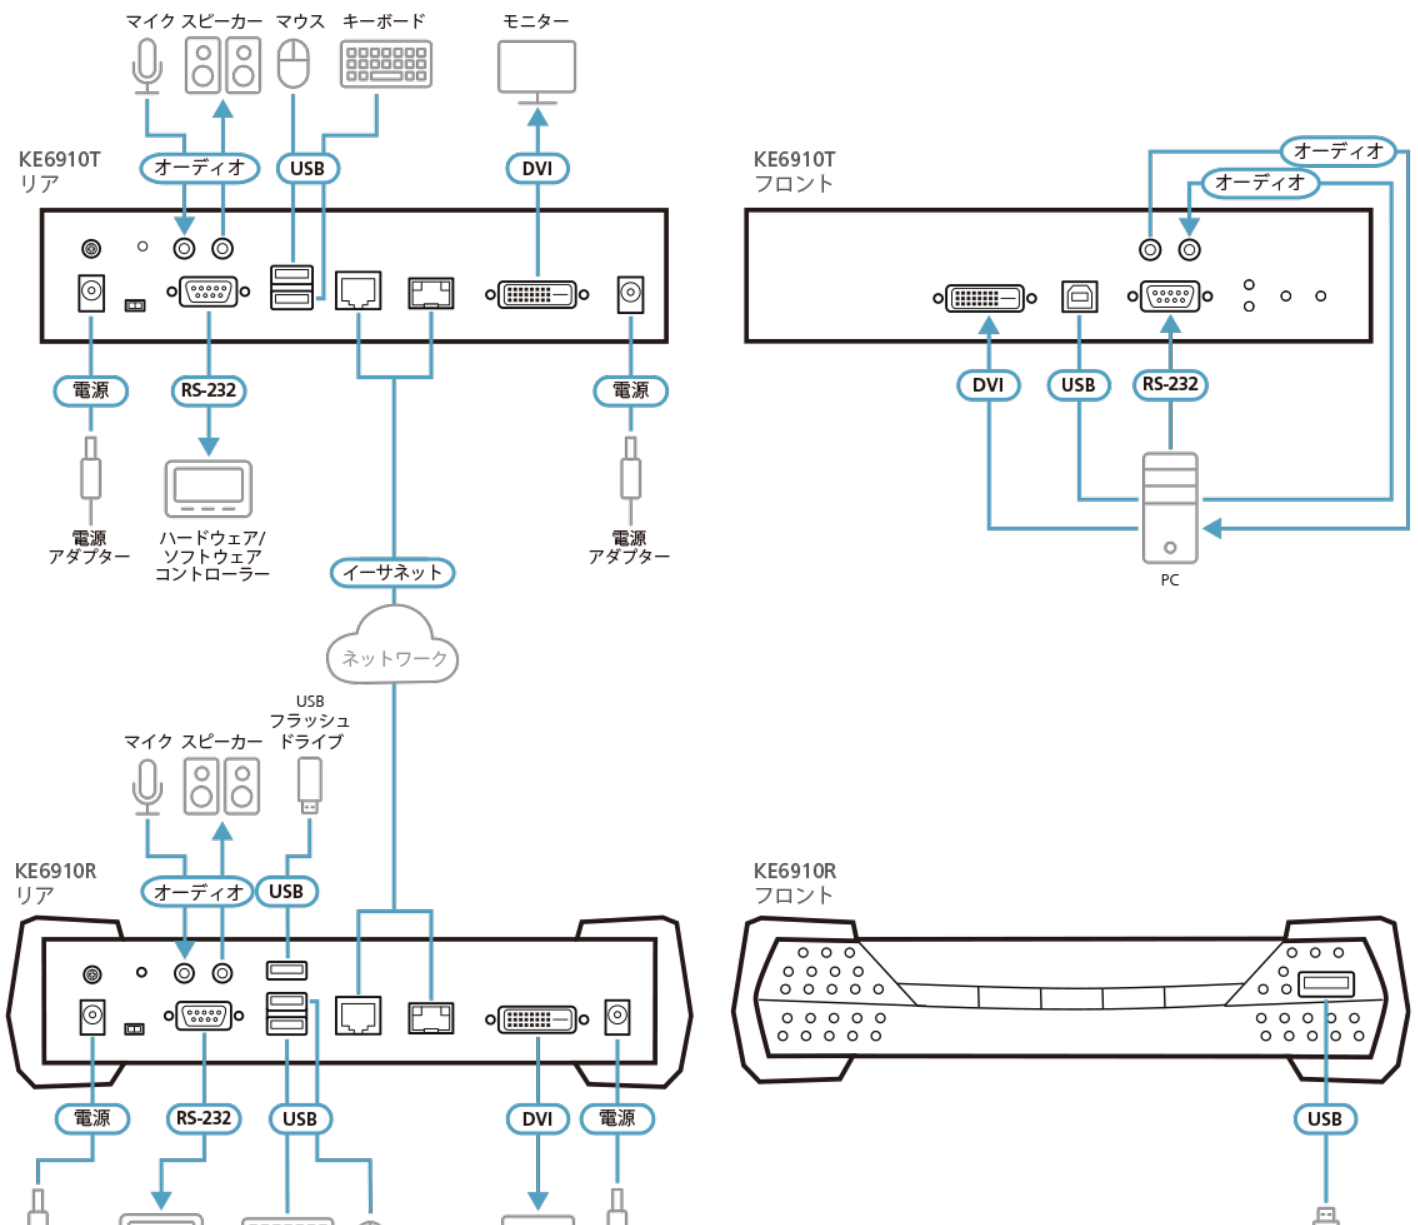 マイク スピーカー マウス キーボード モニター
KE6910T
リア
オーディオ
USB
DVI
電源
RS-232
電源
電源
アダプター
ハードウェア/
ソフトウェア
コントローラー
電源
アダプター
イーサネット
ネットワーク
KE6910T
フロント
オーディオ
オーディオ
DVI
USB
RS-232
PC
マイク スピーカー
USB
フラッシュ
ドライブ
KE6910R
リア
オーディオ
USB
電源
RS-232
USB
DVI
電源
KE6910R
フロント
USB